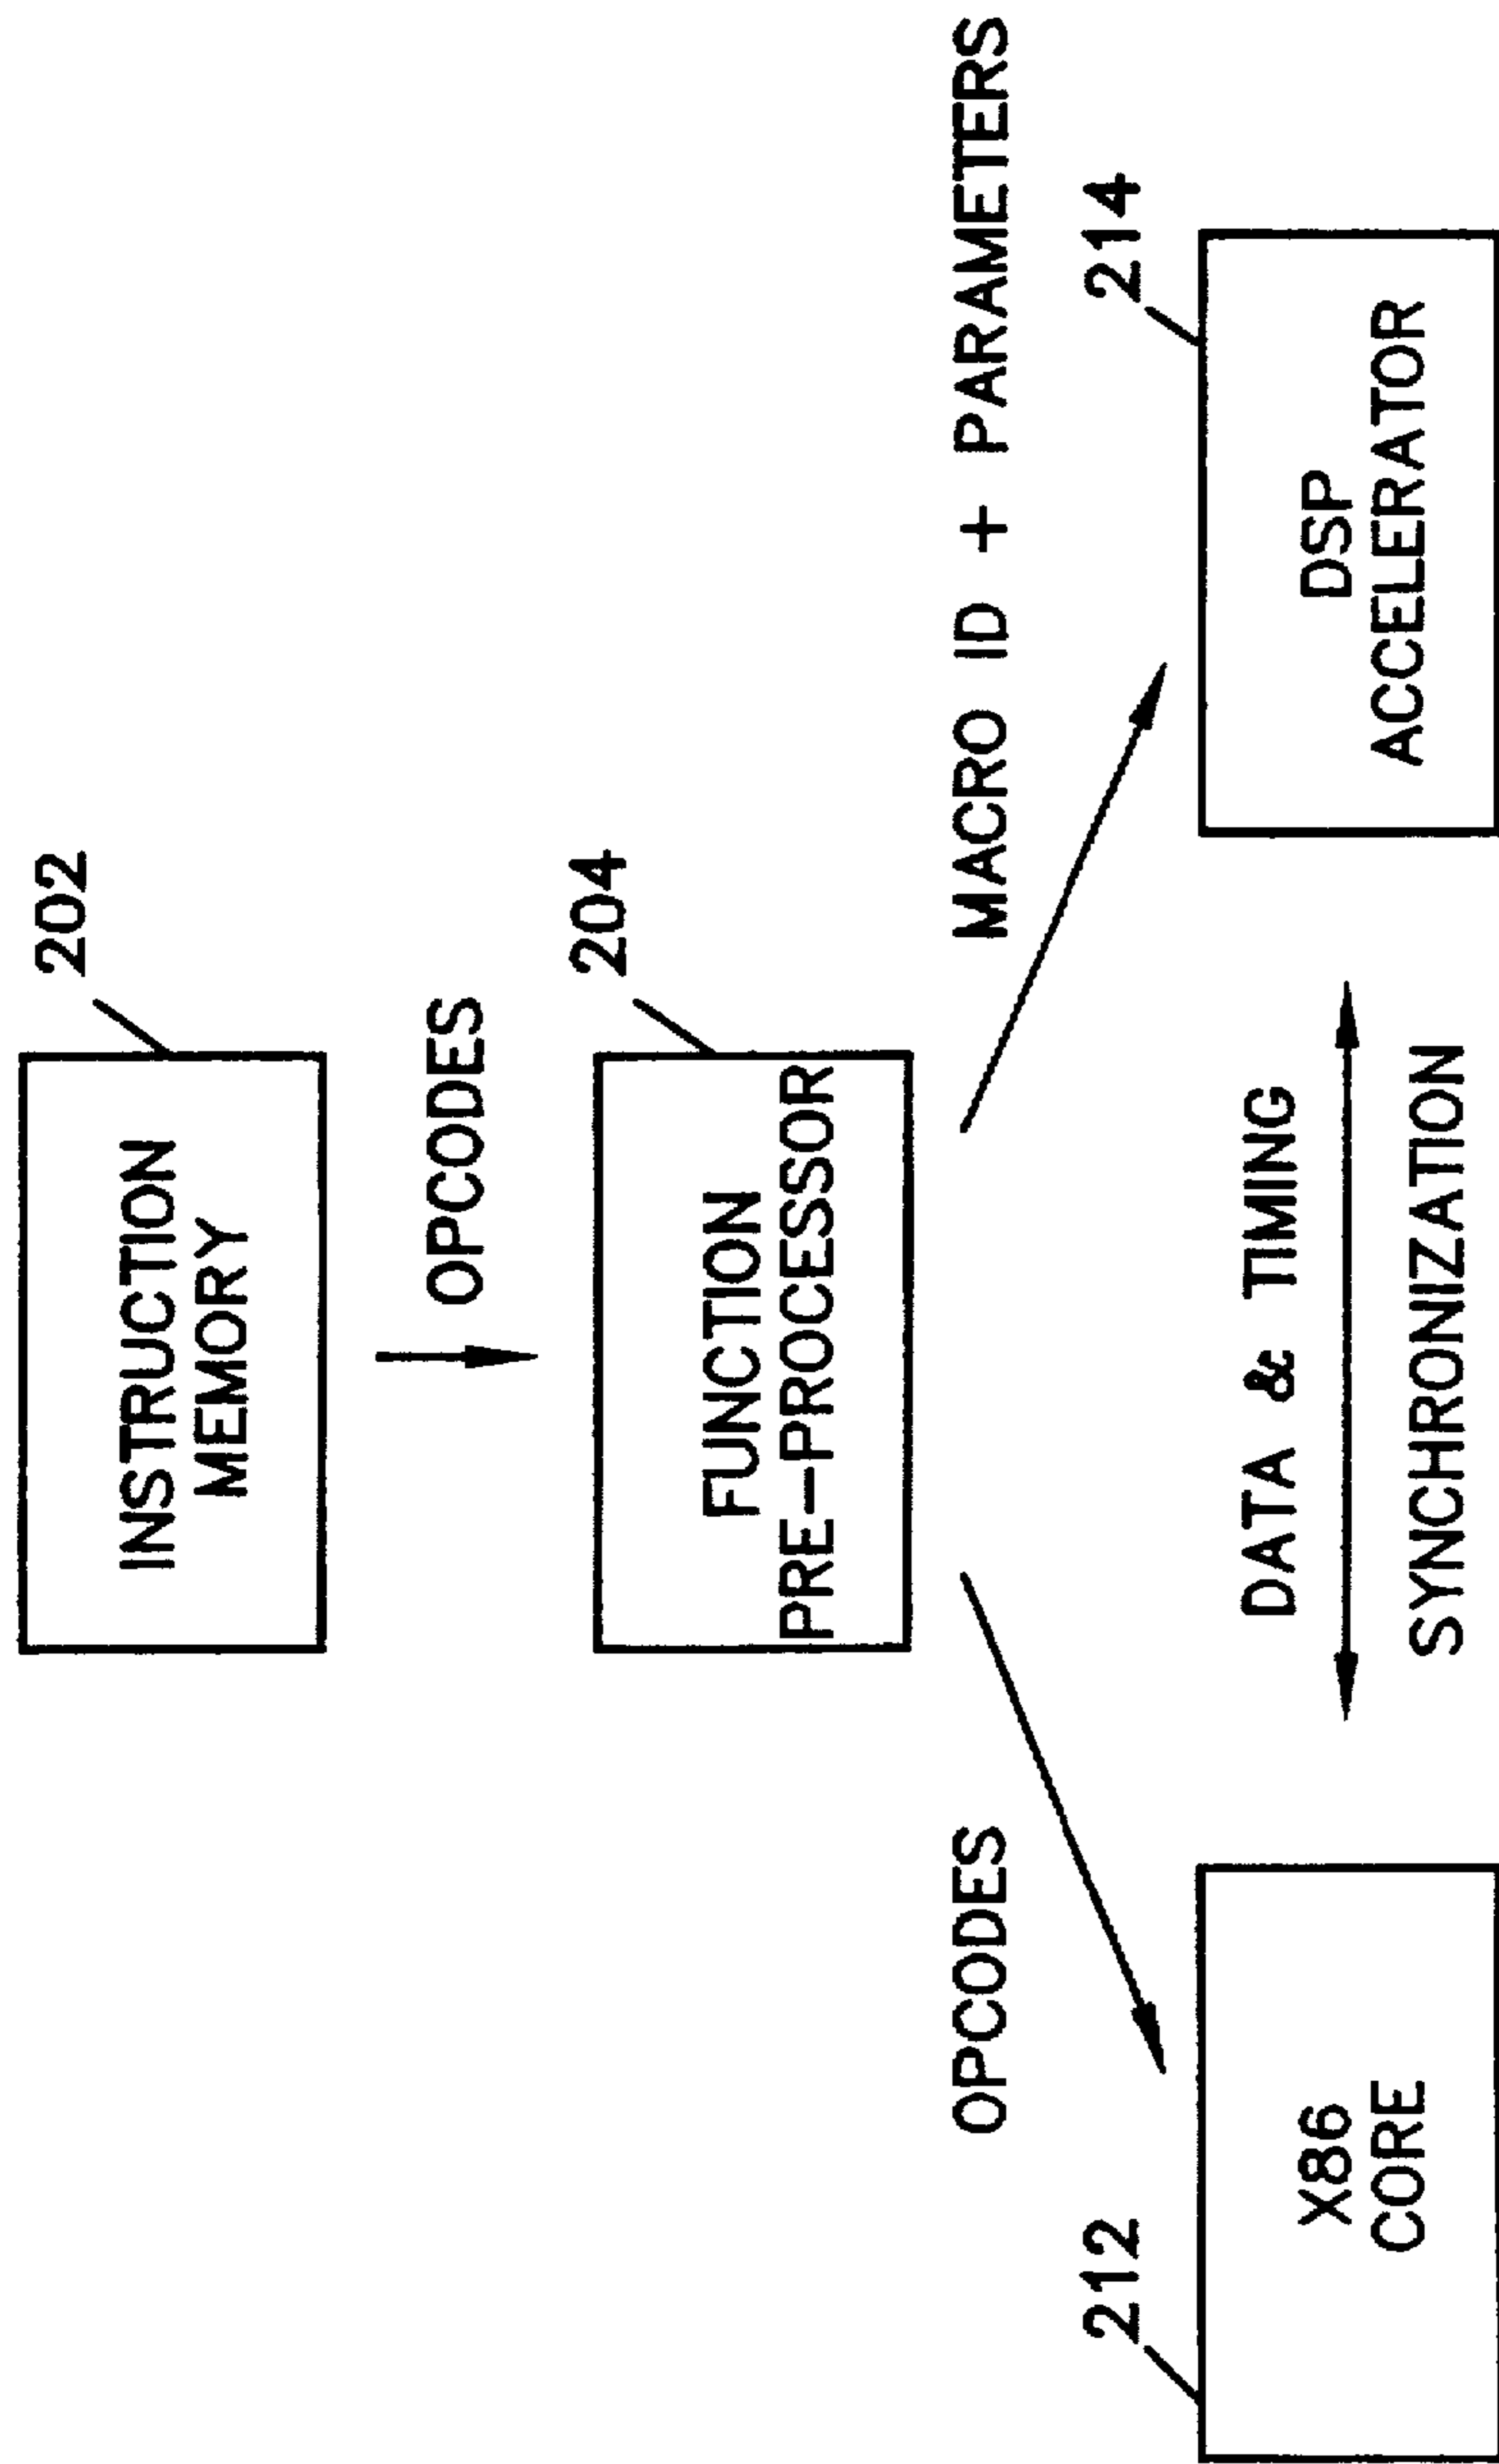 202
INSTRUCTION
MEMORY
OPCODES
204
FUNCTION
PRE-PROCESSOR
OPCODES
MACRO ID + PARAMETERS
212
X86
CORE
DATA & TIMING
SYNCHRONIZATION
214
DSP
ACCELERATOR